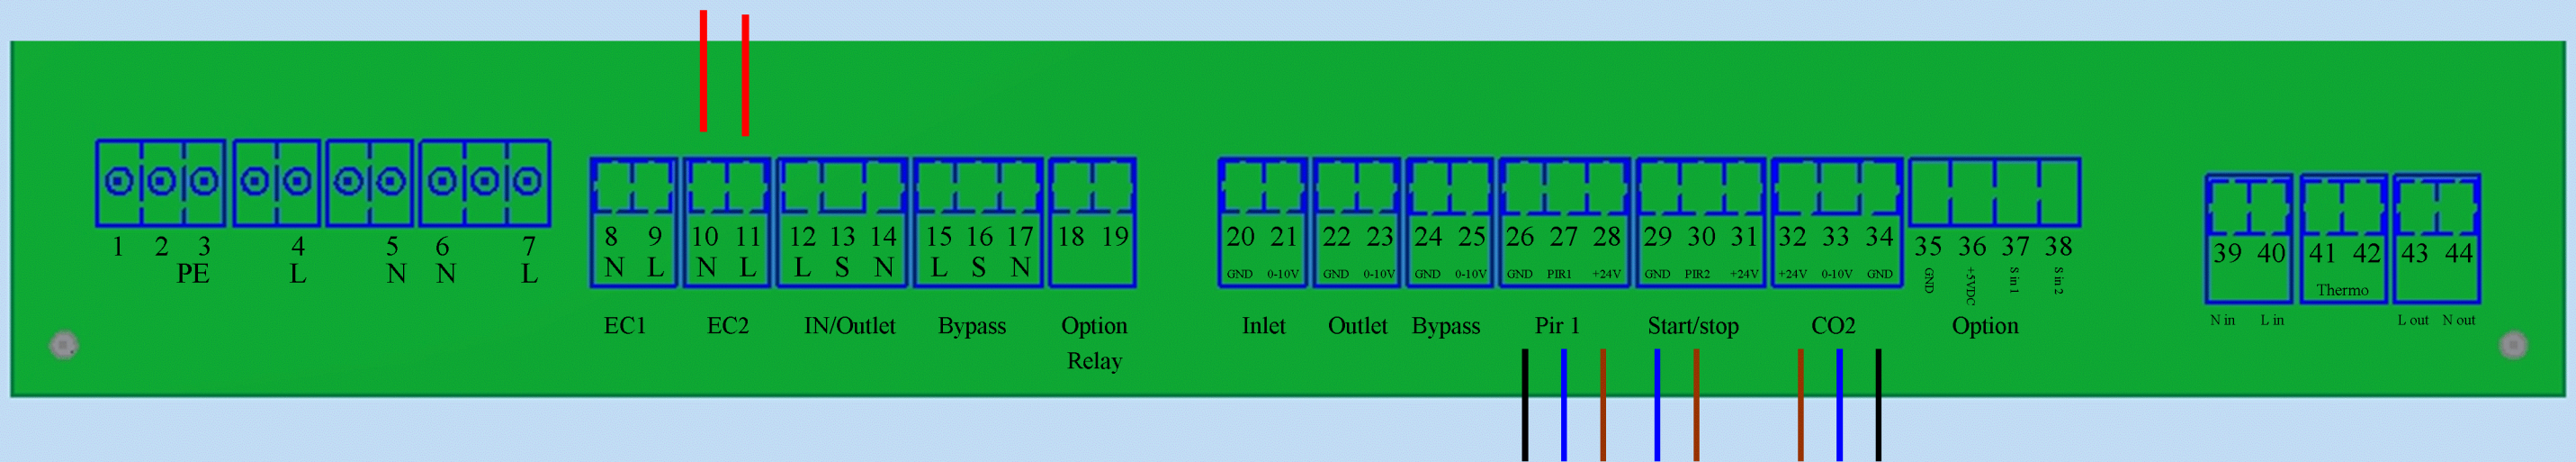 1 2 3 4 5 6 7
PE L N N L
8 9 10 11 12 13 14 15 16 17 18 19
N L N L L S N L S N
EC1 EC2 IN/Outlet Bypass Option
Relay
20 21 22 23 24 25 26 27 28 29 30 31 32 33 34
GND 0-10V GND 0-10V GND 0-10V GND PIR1 +24V GND PIR2 +24V +24V 0-10V GND
35 36 37 38
GND +5VDC S in 1 S in 2
Inlet Outlet Bypass Pir 1 Start/stop CO2 Option
39 40 41 42 43 44
Thermo
N in L in L out N out